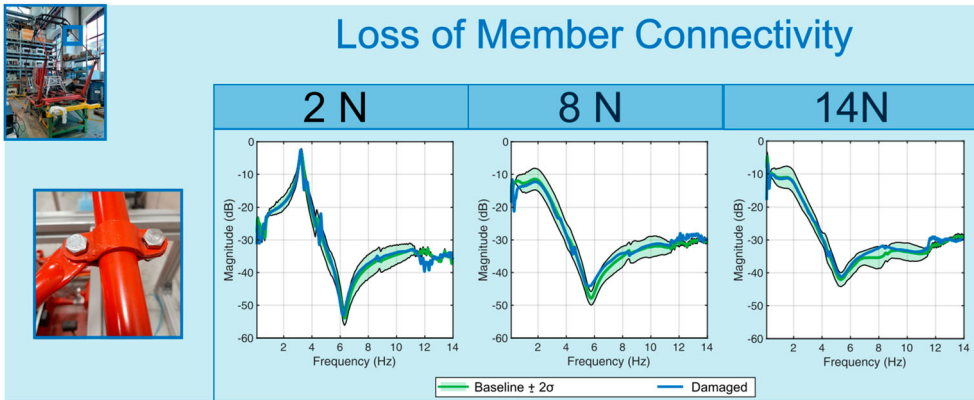 Loss of Member Connectivity
2 N
8 N
14N
-0
-10
-20
-30
-40
-50
-60
Magnitude (dB)
2 4 6 8 10 12 14
Frequency (Hz)
0
-10
-20
-30
-40
-50
-60
Magnitude (dB)
2 4 6 8 10 12 14
Frequency (Hz)
0
-10
-20
-30
-40
-50
-60
Magnitude (dB)
2 4 6 8 10 12 14
Frequency (Hz)
Baseline ± 2σ
Damaged